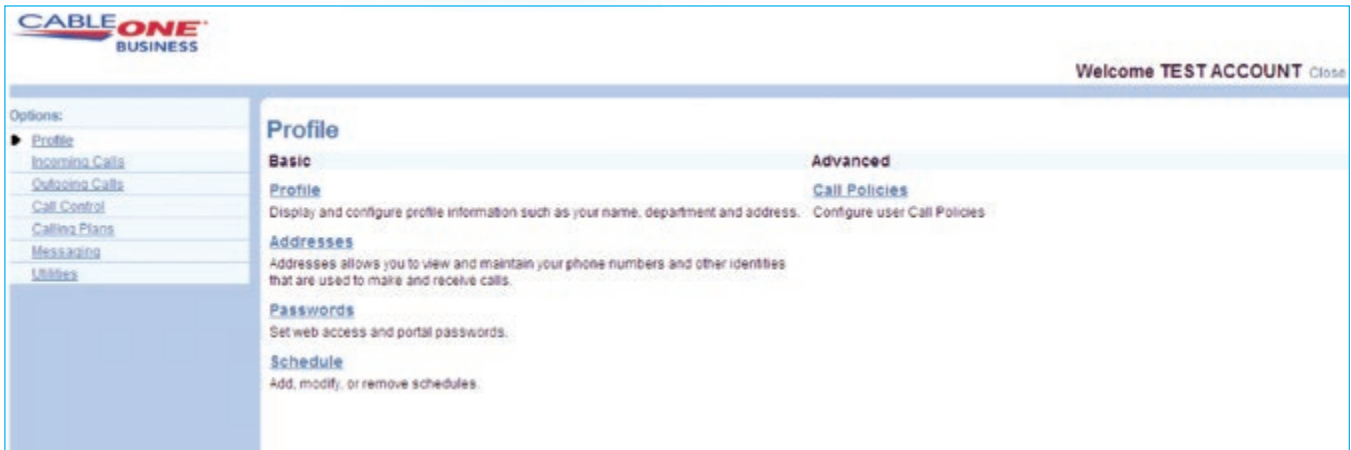 CABLEONE
BUSINESS
Welcome TEST ACCOUNT Close
Options:
Profile
Incoming Calls
Outgoing Calls
Call Control
Calling Plans
Messaging
Utilities
Profile
Basic
Profile
Display and configure profile information such as your name, department and address.
Addresses
Addresses allows you to view and maintain your phone numbers and other identities
that are used to make and receive calls.
Passwords
Set web access and portal passwords.
Schedule
Add, modify, or remove schedules.
Advanced
Call Policies
Configure user Call Policies